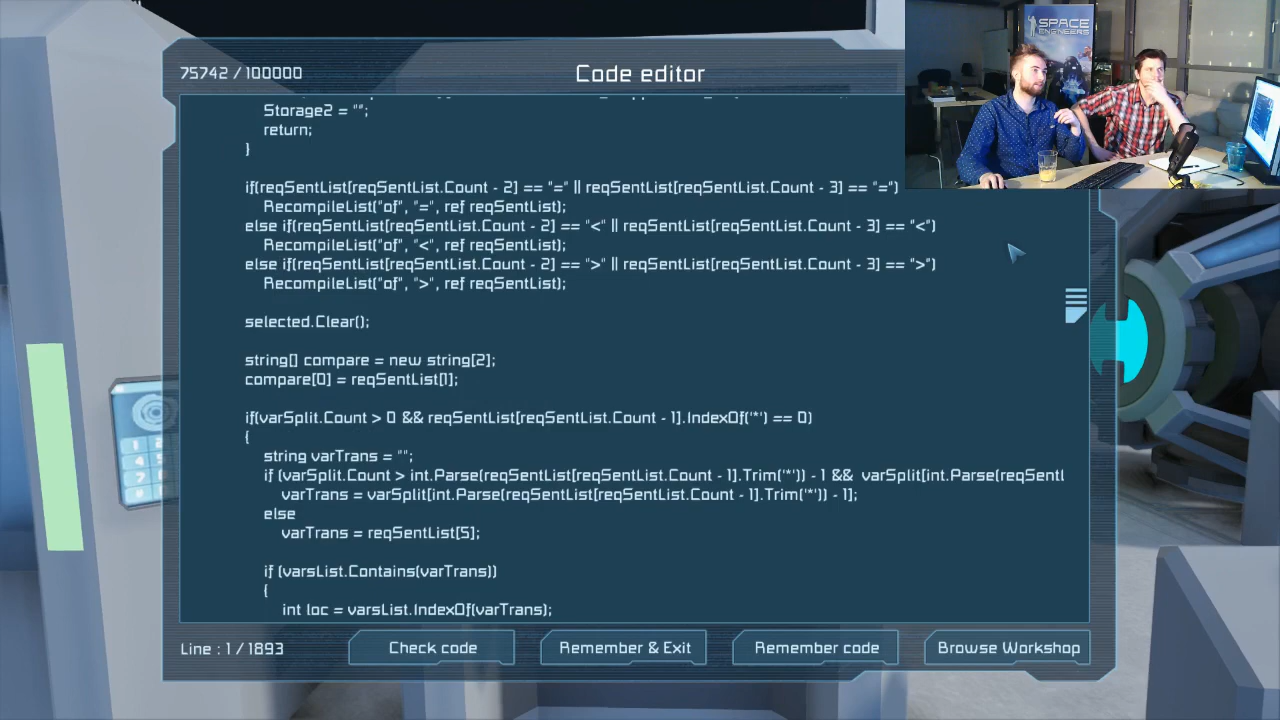 75742 / 100000
Code editor
SPACE
ENGINEERS
Storage2 = "";
return;
}
if(reqSentList[reqSentList.Count - 2] == "=" || reqSentList[reqSentList.Count - 3] == "=")
RecompileList("of", "=", ref reqSentList);
else if(reqSentList[reqSentList.Count - 2] == "<" || reqSentList[reqSentList.Count - 3] == "<")
RecompileList("of", "<", ref reqSentList);
else if(reqSentList[reqSentList.Count - 2] == ">" || reqSentList[reqSentList.Count - 3] == ">")
RecompileList("of", ">", ref reqSentList);
selected.Clear();
string[] compare = new string[2];
compare[0] = reqSentList[1];
if(varSplit.Count > 0 && reqSentList[reqSentList.Count - 1].IndexOf('*') == 0)
{
string varTrans = "";
if (varSplit.Count > int.Parse(reqSentList[reqSentList.Count - 1].Trim('*')) - 1 && varSplit[int.Parse(reqSentL
varTrans = varSplit[int.Parse(reqSentList[reqSentList.Count - 1].Trim('*')) - 1];
else
varTrans = reqSentList[5];
if (varsList.Contains(varTrans))
{
int loc = varsList.IndexOf(varTrans);
Line : 1 / 1893
Check code
Remember & Exit
Remember code
Browse Workshop